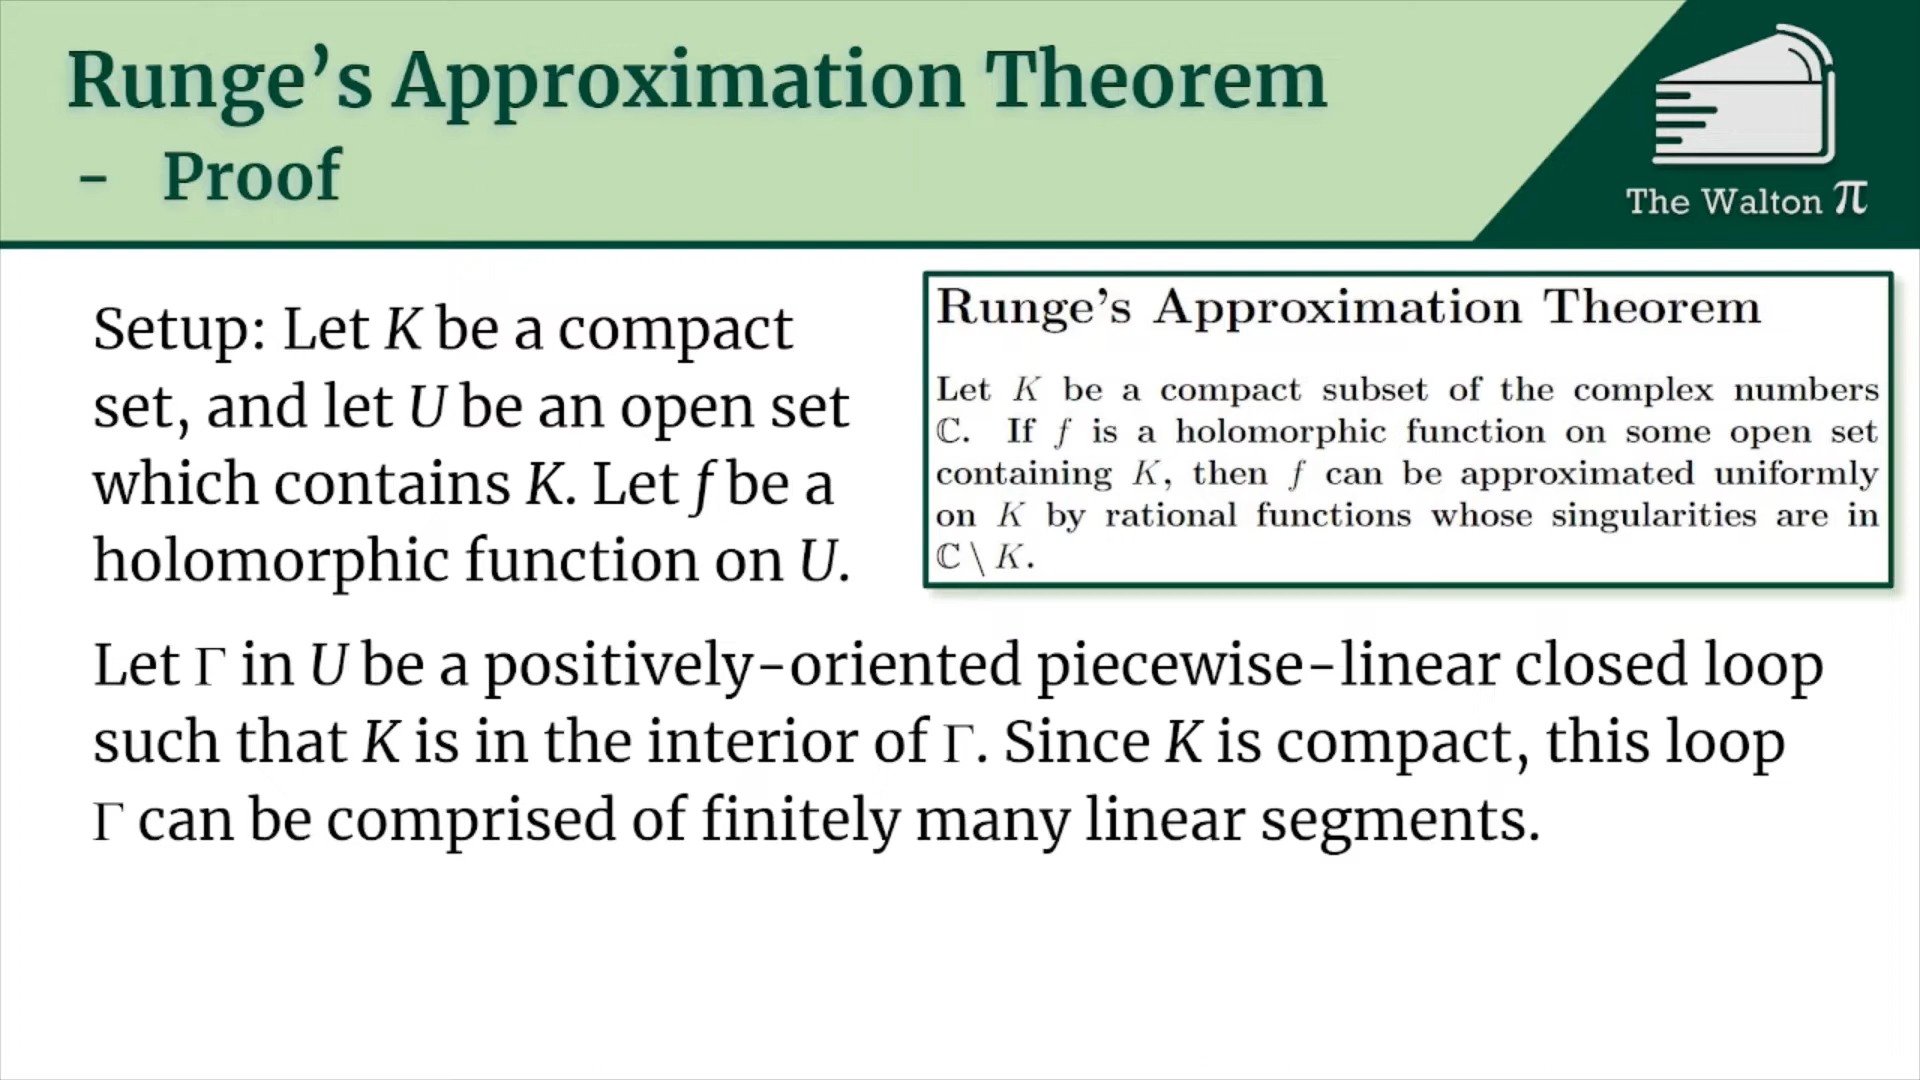 Runge’s Approximation Theorem
- Proof
The Walton π
Setup: Let K be a compact
set, and let U be an open set
which contains K. Let f be a
holomorphic function on U.
Runge’s Approximation Theorem
Let K be a compact subset of the complex numbers
ℂ. If f is a holomorphic function on some open set
containing K, then f can be approximated uniformly
on K by rational functions whose singularities are in
ℂ \ K.
Let Γ in U be a positively-oriented piecewise-linear closed loop
such that K is in the interior of Γ. Since K is compact, this loop
Γ can be comprised of finitely many linear segments.